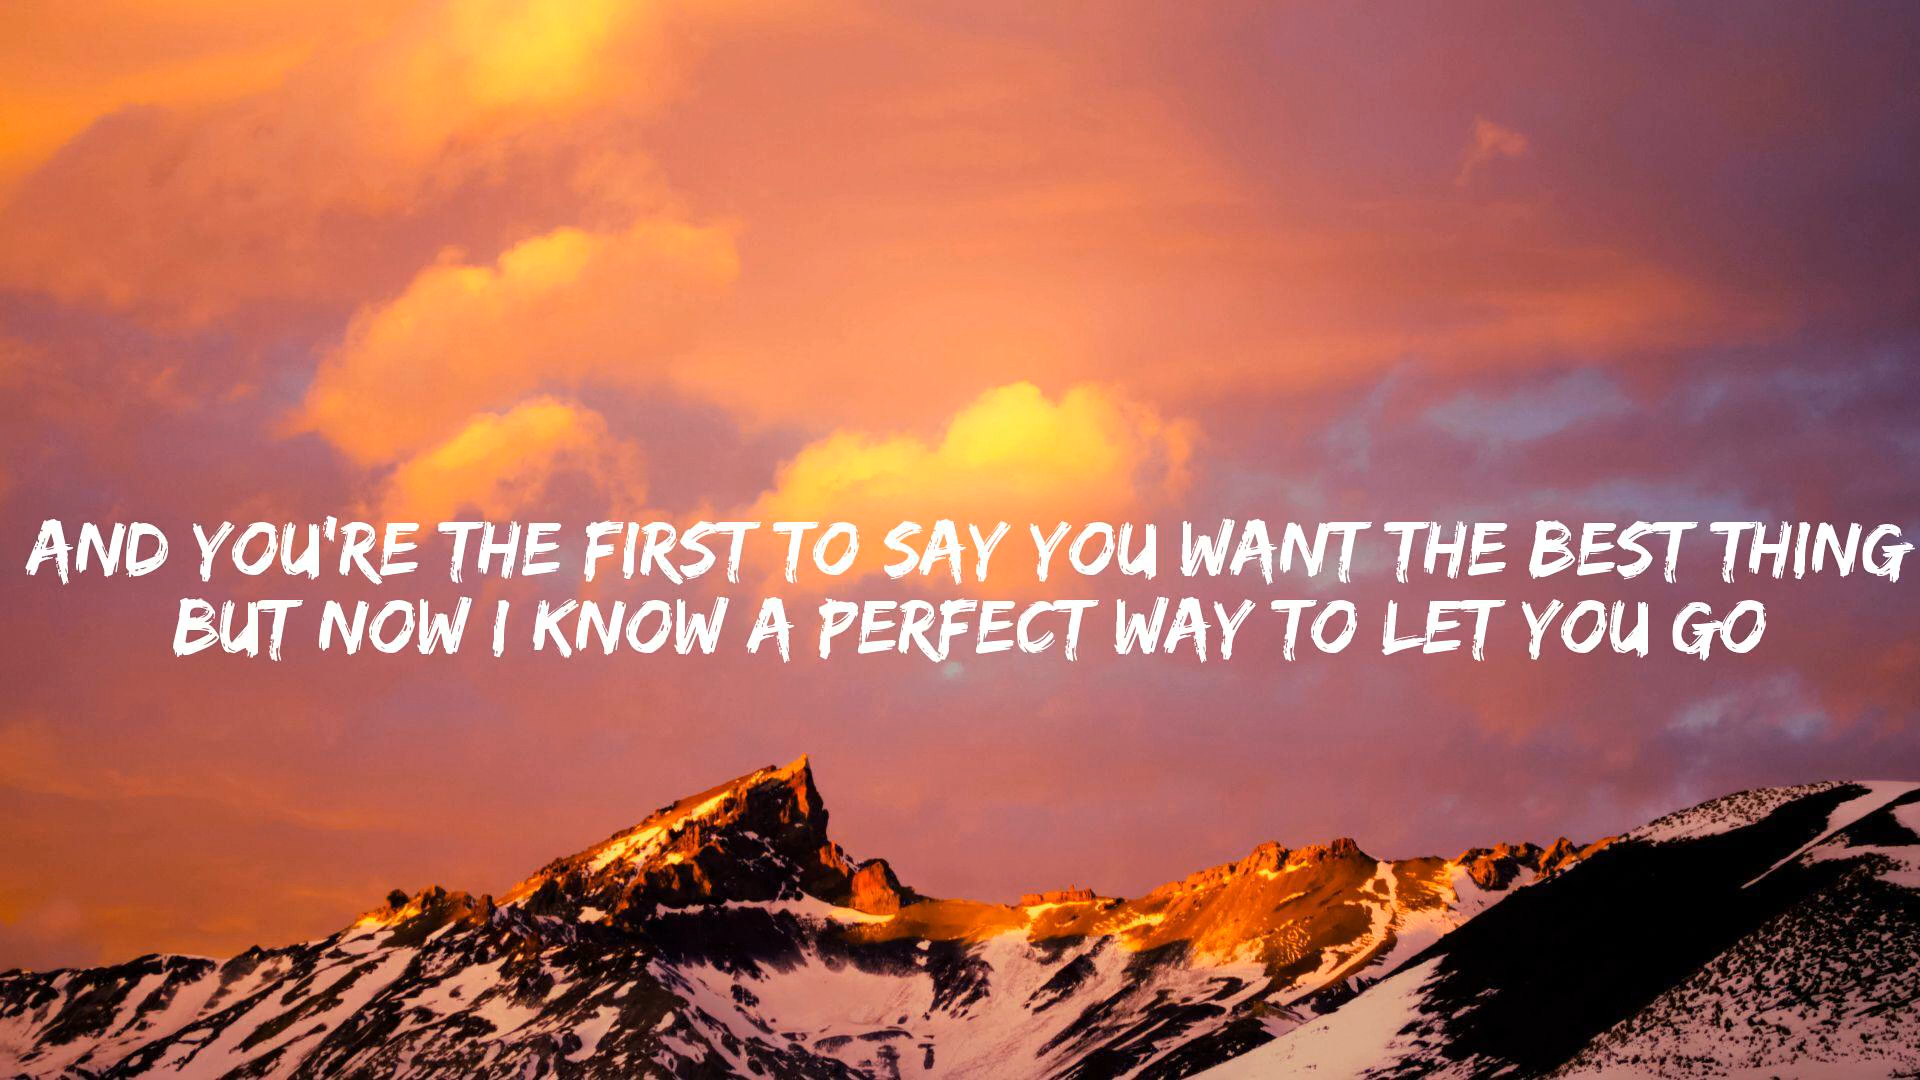 AND YOU'RE THE FIRST TO SAY YOU WANT THE BEST THING
BUT NOW I KNOW A PERFECT WAY TO LET YOU GO